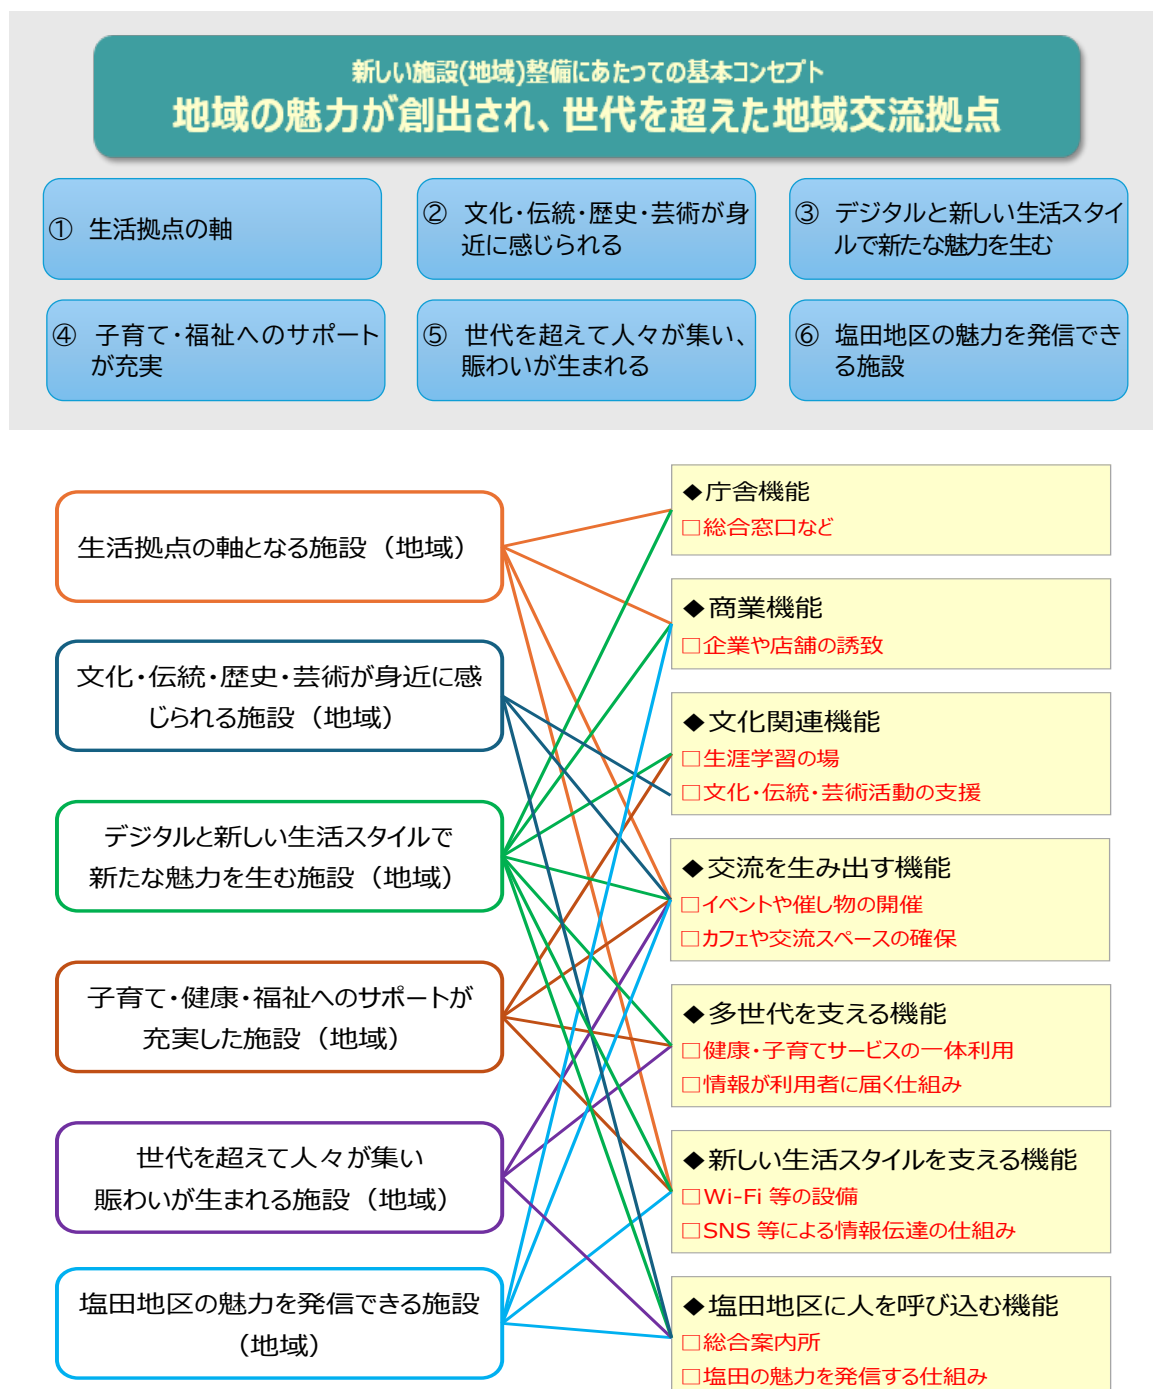 新しい施設(地域)整備にあたっての基本コンセプト
地域の魅力が創出され、世代を超えた地域交流拠点
① 生活拠点の軸
② 文化・伝統・歴史・芸術が身
近に感じられる
③ デジタルと新しい生活スタイ
ルで新たな魅力を生む
④ 子育て・福祉へのサポート
が充実
⑤ 世代を超えて人々が集い、
賑わいが生まれる
⑥ 塩田地区の魅力を発信でき
る施設
生活拠点の軸となる施設（地域）
文化・伝統・歴史・芸術が身近に感
じられる施設（地域）
デジタルと新しい生活スタイルで
新たな魅力を生む施設（地域）
子育て・健康・福祉へのサポートが
充実した施設（地域）
世代を超えて人々が集い
賑わいが生まれる施設（地域）
塩田地区の魅力を発信できる施設
（地域）
◆庁舎機能
□総合窓口など
◆商業機能
□企業や店舗の誘致
◆文化関連機能
□生涯学習の場
□文化・伝統・芸術活動の支援
◆交流を生み出す機能
□イベントや催し物の開催
□カフェや交流スペースの確保
◆多世代を支える機能
□健康・子育てサービスの一体利用
□情報が利用者に届く仕組み
◆新しい生活スタイルを支える機能
□Wi-Fi 等の設備
□SNS 等による情報伝達の仕組み
◆塩田地区に人を呼び込む機能
□総合案内所
□塩田の魅力を発信する仕組み